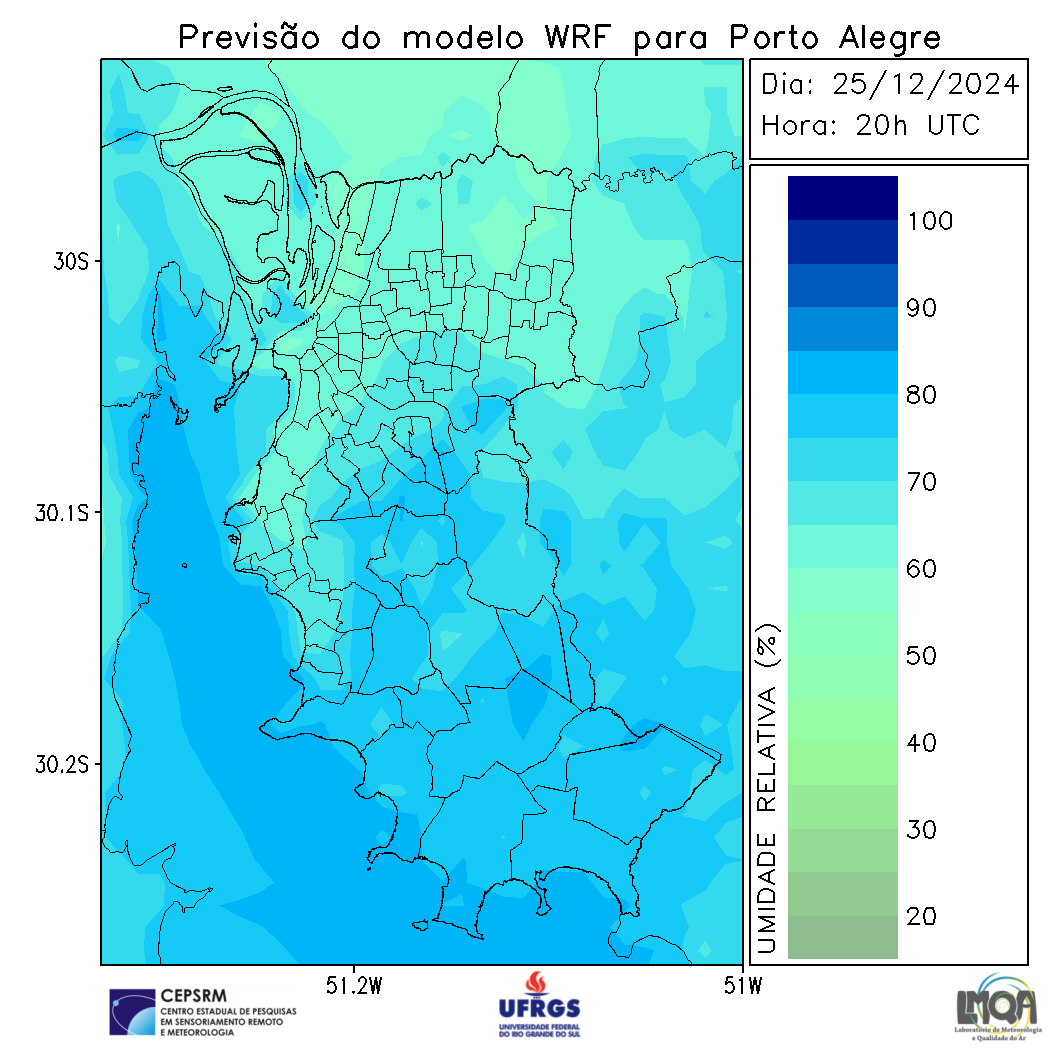 Previsão do modelo WRF para Porto Alegre
Dia: 25/12/2024
Hora: 20h UTC
30S
30.1S
30.2S
51.2W
51W
UMIDADE RELATIVA (%)
100
90
80
70
60
50
40
30
20
CEPSRM
CENTRO ESTADUAL DE PESQUISAS
EM SENSORIAMENTO REMOTO
E METEOROLOGIA
UFRGS
UNIVERSIDADE FEDERAL
DO RIO GRANDE DO SUL
LMQA
Laboratório de Meteorologia
e Qualidade do Ar